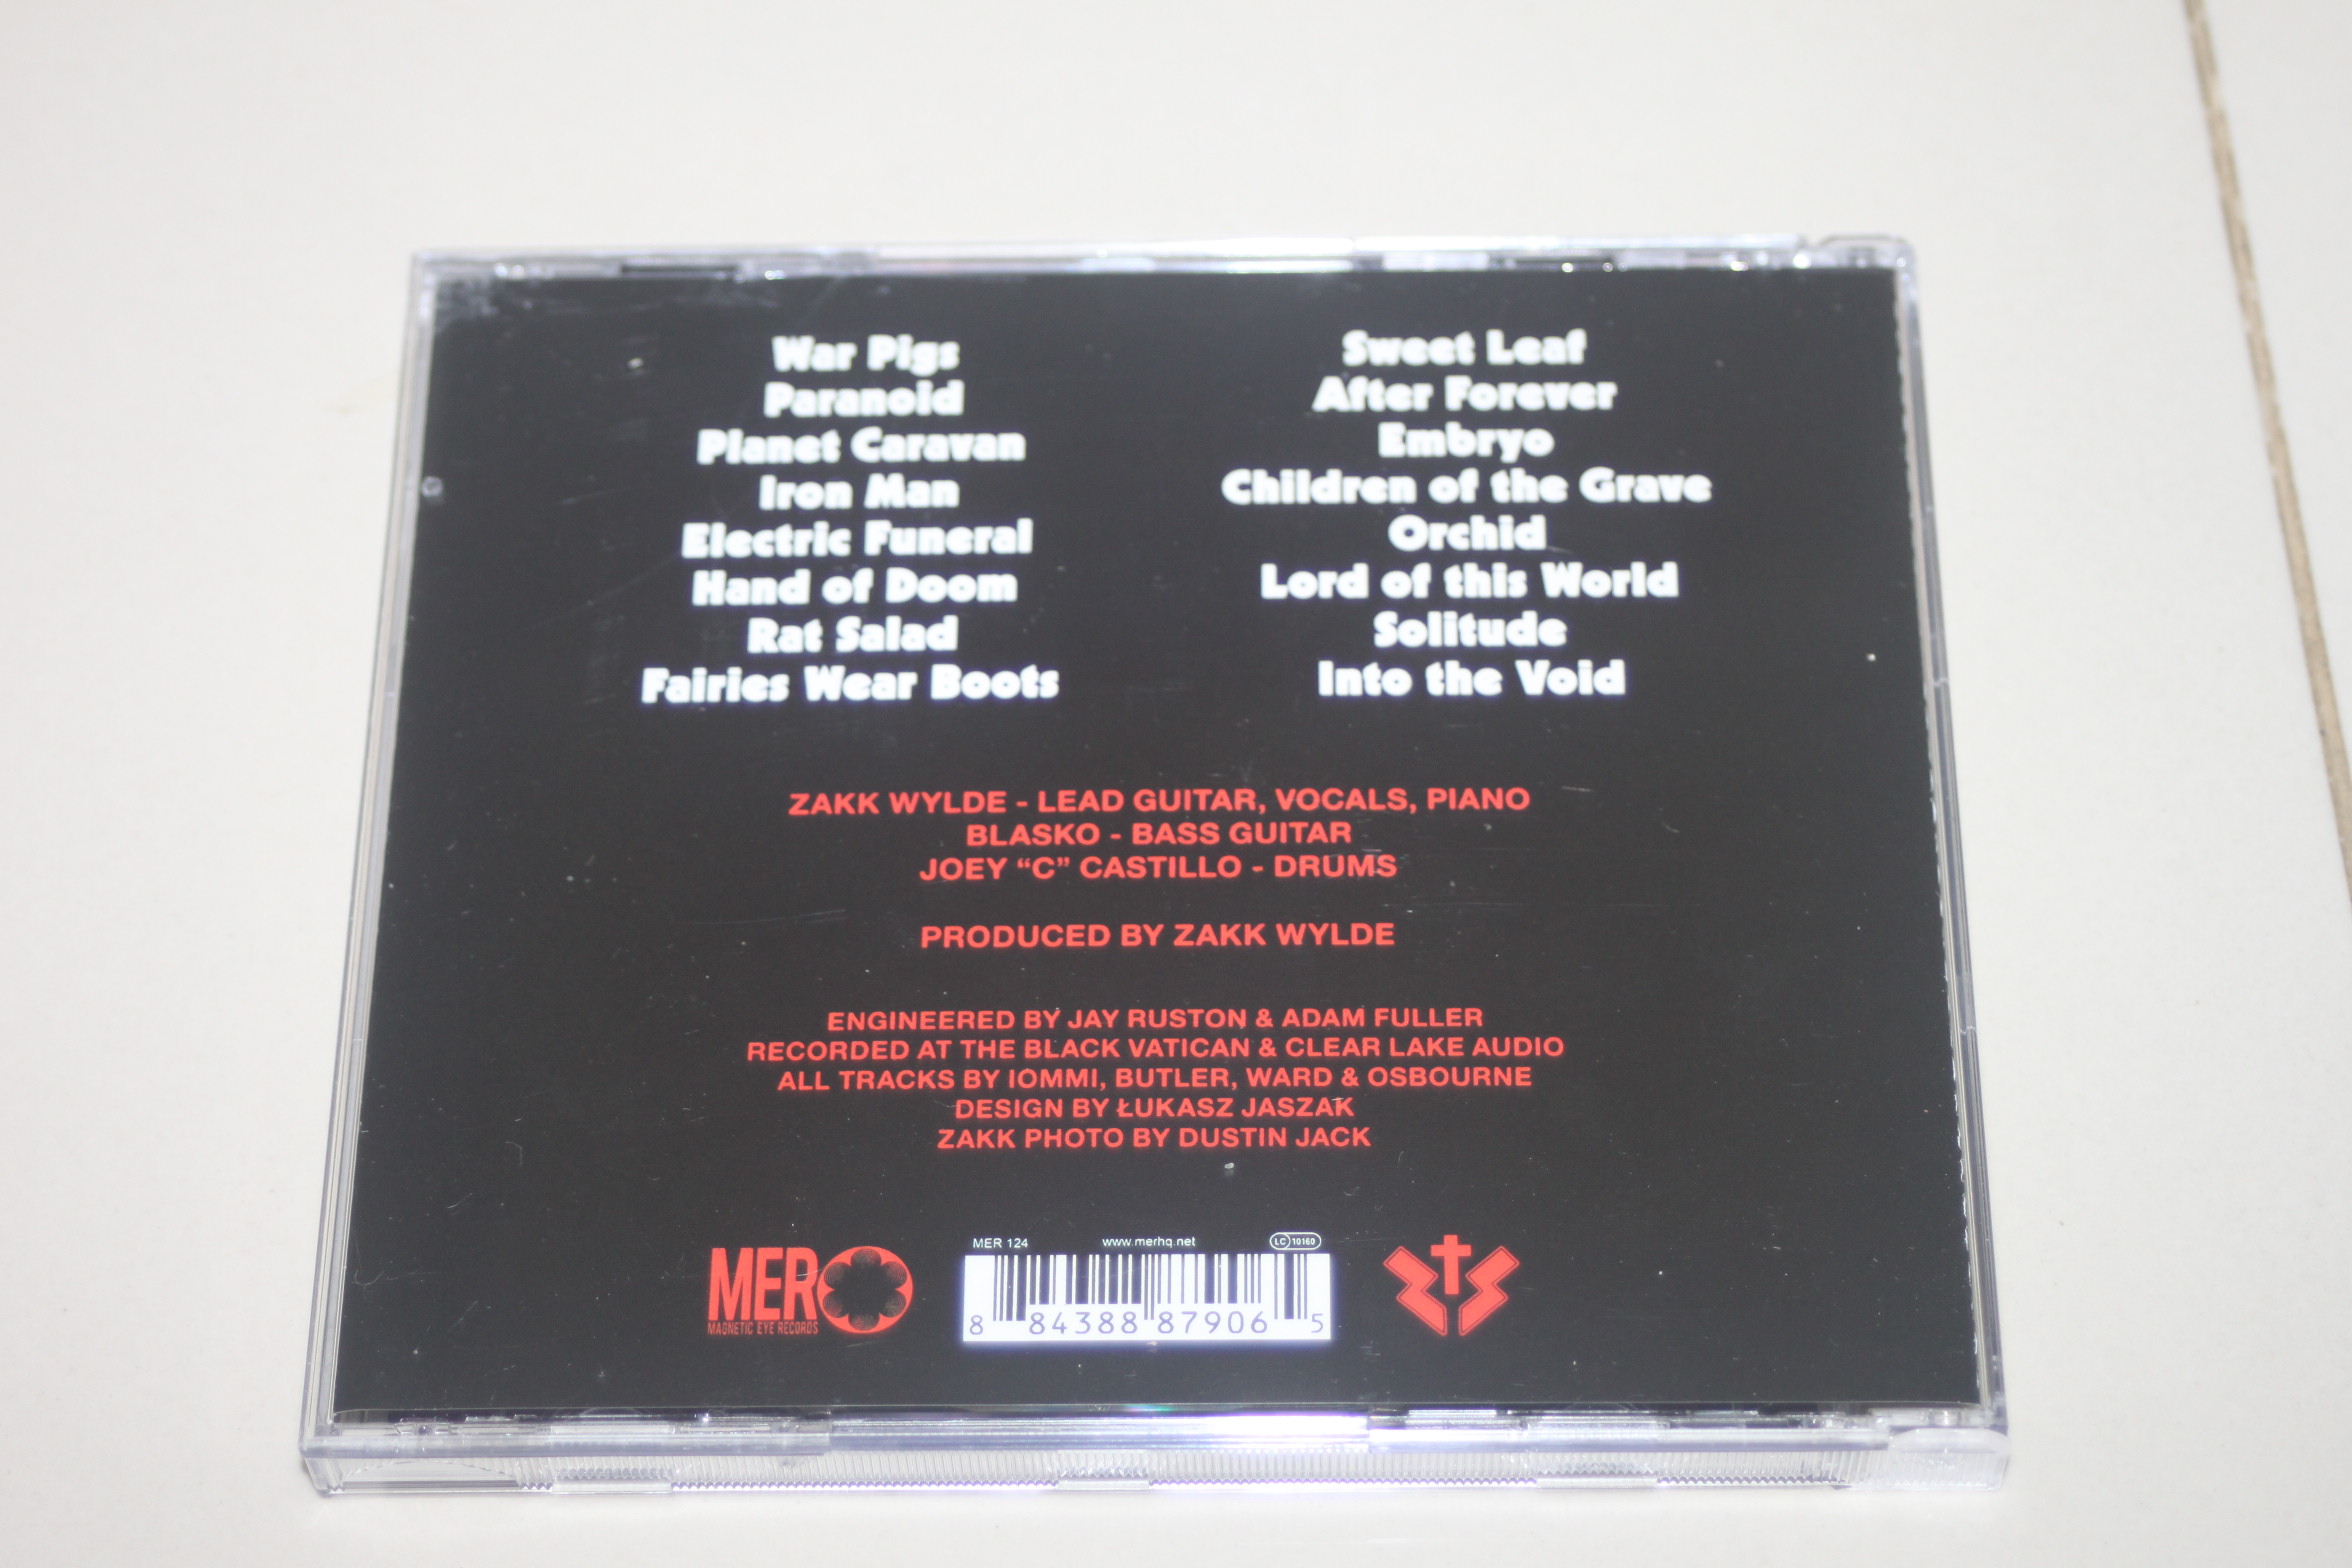 War Pigs
Paranoid
Planet Caravan
Iron Man
Electric Funeral
Hand of Doom
Rat Salad
Fairies Wear Boots
Sweet Leaf
After Forever
Embryo
Children of the Grave
Orchid
Lord of this World
Solitude
Into the Void
ZAKK WYLDE - LEAD GUITAR, VOCALS, PIANO
BLASKO - BASS GUITAR
JOEY “C” CASTILLO - DRUMS
PRODUCED BY ZAKK WYLDE
ENGINEERED BY JAY RUSTON & ADAM FULLER
RECORDED AT THE BLACK VATICAN & CLEAR LAKE AUDIO
ALL TRACKS BY IOMMI, BUTLER, WARD & OSBOURNE
DESIGN BY ŁUKASZ JASZAK
ZAKK PHOTO BY DUSTIN JACK
MER
MAGNETIC EYE RECORDS
MER 124 www.merhq.net LC 10160
8 84388 87906 5